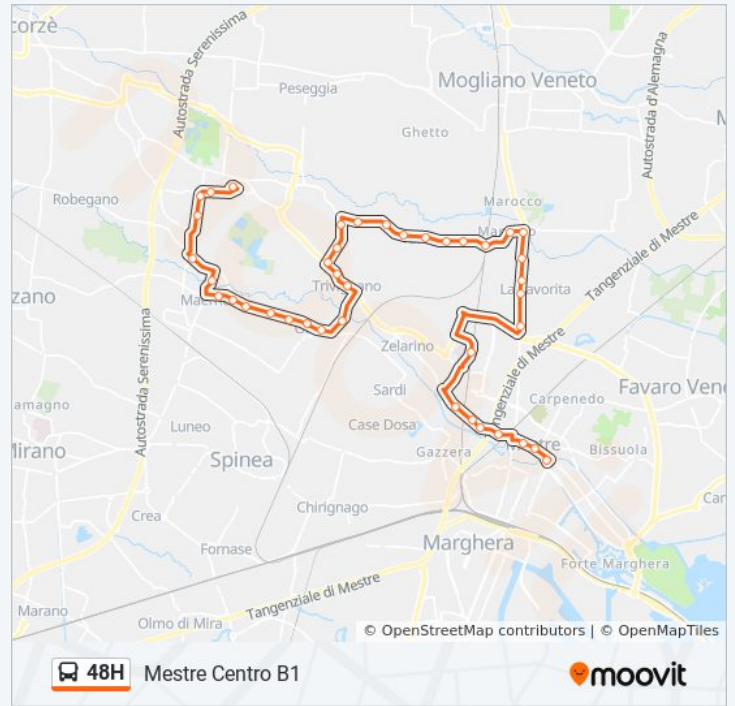 corzè
Autostrada Serenissima
Peseggia
Mogliano Veneto
Autostrada d'Alemagna
Ghetto
Robegano
Marocco
Tangenziale di Mestre
zano
La Favorita
Zelarino
Autostrada Serenissima
Tangenziale di Mestre
Sardi
Carpenedo
Favaro Vene
amagno
Luneo
Case Dosa
Mirano
Spinea
Gazzera
Bissuola
Chirignago
Crea
Marghera
Fornase
Forte Marghera
Tangenziale di Mestre
Marano
Olmo di Mira
© OpenStreetMap contributors | © OpenMapTiles
48H Mestre Centro B1
moovit